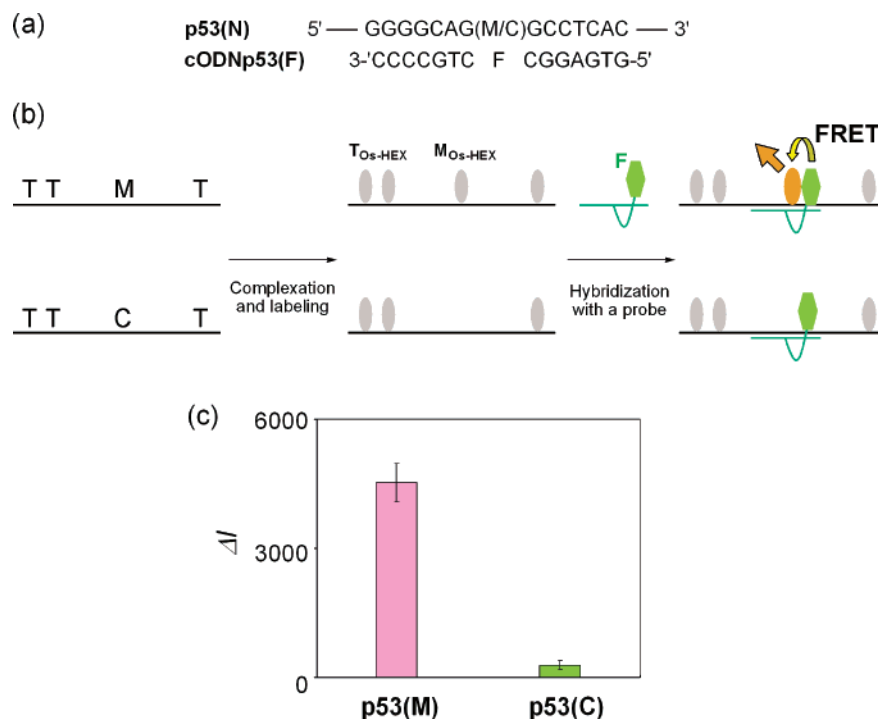 (a)
p53(N) 5' — GGGGCAG(M/C)GCCTCAC — 3'
cODNp53(F) 3-'CCCCGTC F CGGAGTG-5'
(b)
T T M T
TOs-HEX MOs-HEX
F
FRET
Complexation
and labeling
Hybridization
with a probe
T T C T
(c)
6000
3000
0
ΔI
p53(M) p53(C)